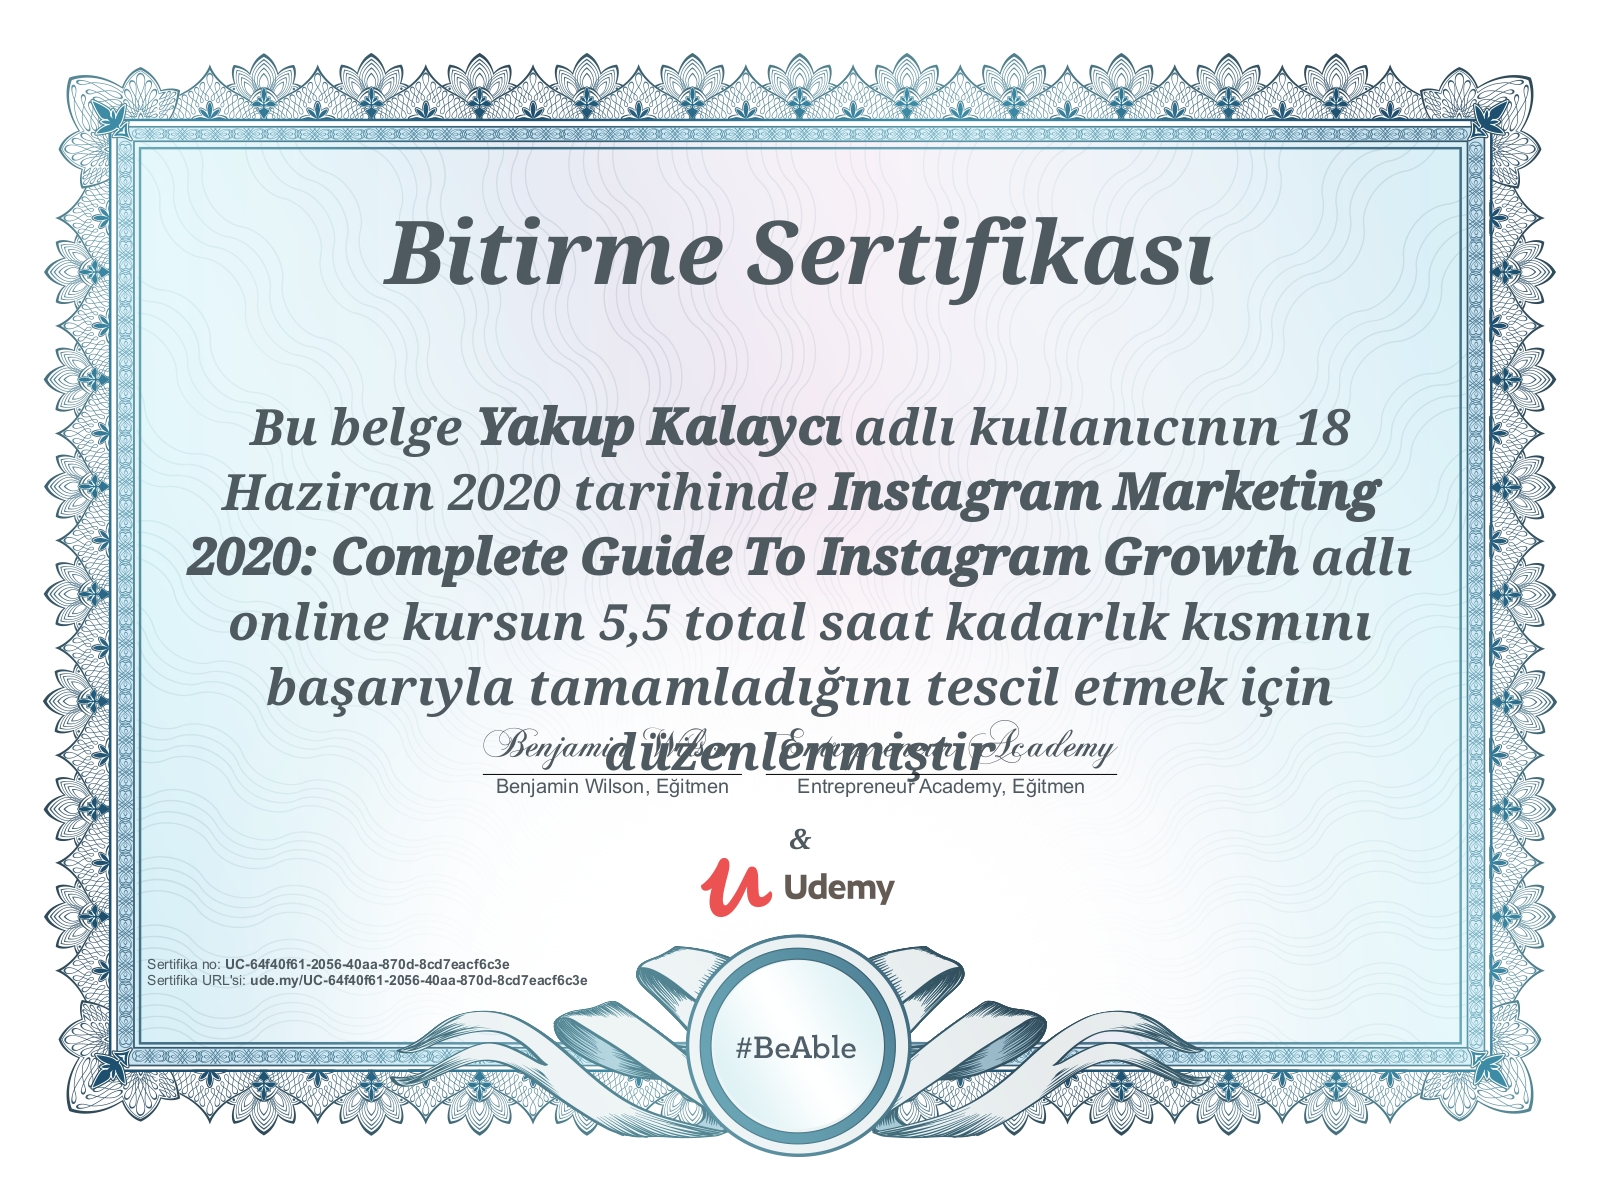 Bitirme Sertifikası
Bu belge Yakup Kalaycı adlı kullanıcının 18
Haziran 2020 tarihinde Instagram Marketing
2020: Complete Guide To Instagram Growth adlı
online kursun 5,5 total saat kadarlık kısmını
başarıyla tamamladığını tescil etmek için
düzenlenmiştir
Benjamin Wilson Entrepreneur Academy
Benjamin Wilson, Eğitmen Entrepreneur Academy, Eğitmen
&
Udemy
Sertifika no: UC-64f40f61-2056-40aa-870d-8cd7eacf6c3e
Sertifika URL'si: ude.my/UC-64f40f61-2056-40aa-870d-8cd7eacf6c3e
#BeAble